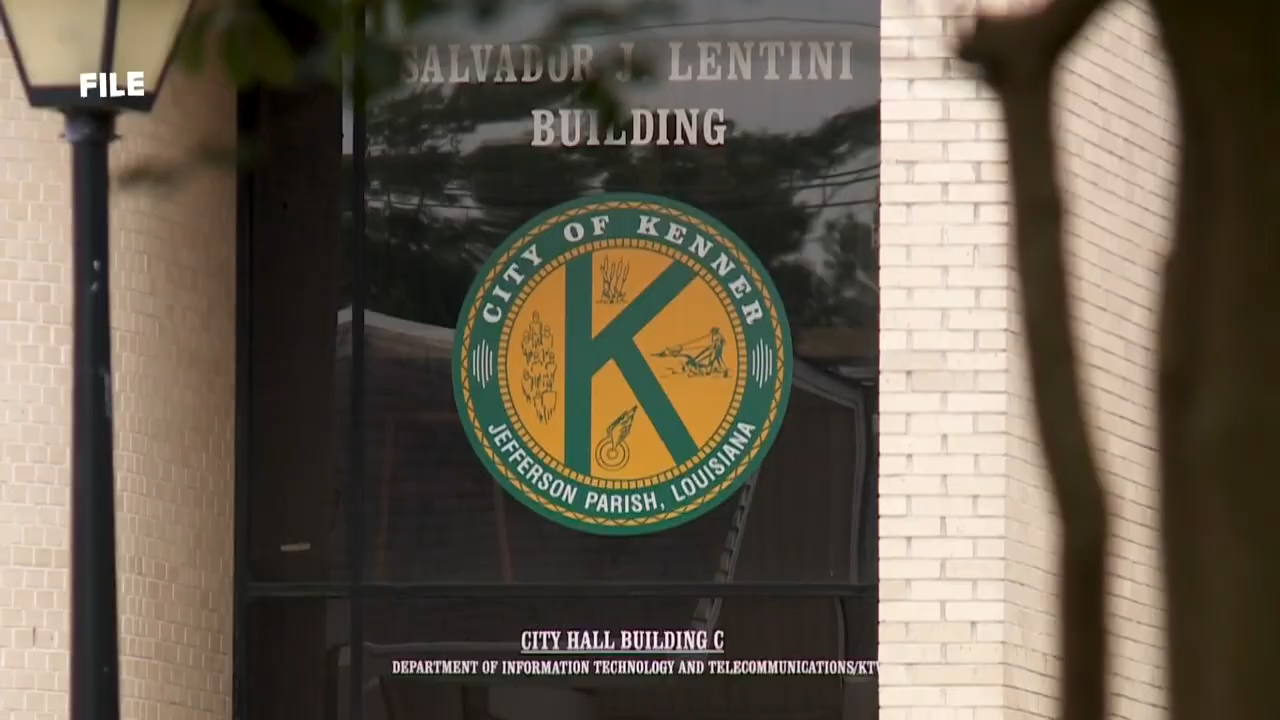 FILE
SALVADOR J. LENTINI
BUILDING
CITY OF KENNER
JEFFERSON PARISH, LOUISIANA
CITY HALL BUILDING C
DEPARTMENT OF INFORMATION TECHNOLOGY AND TELECOMMUNICATIONS/KTV